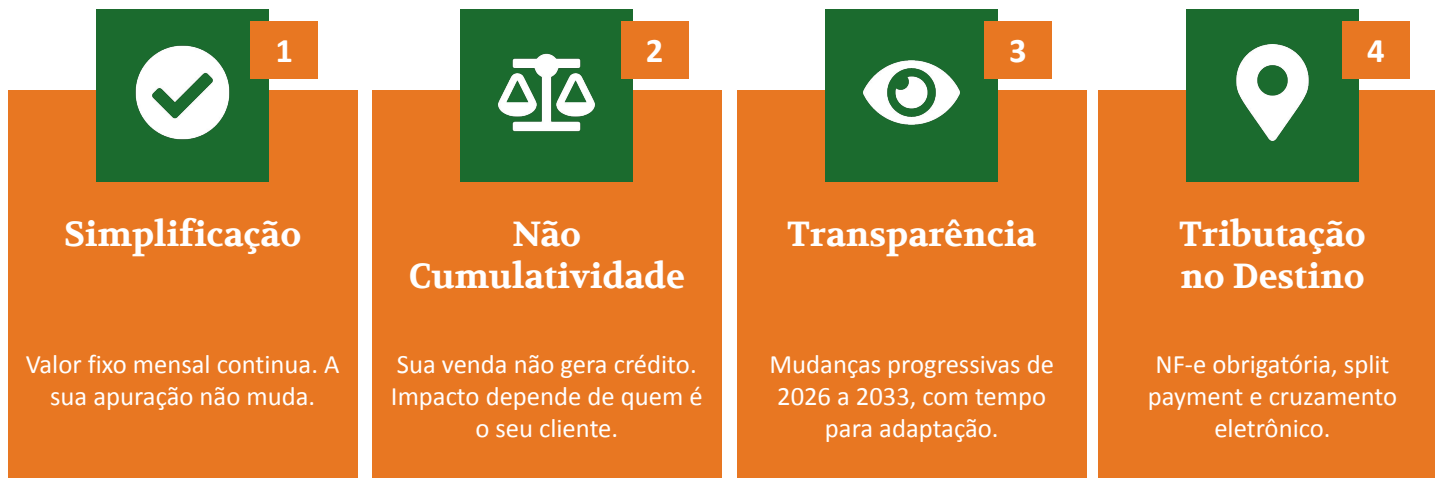 1
Simplificação
Valor fixo mensal continua. A
sua apuração não muda.
2
Não
Cumulatividade
Sua venda não gera crédito.
Impacto depende de quem é
o seu cliente.
3
Transparência
Mudanças progressivas de
2026 a 2033, com tempo
para adaptação.
4
Tributação
no Destino
NF-e obrigatória, split
payment e cruzamento
eletrônico.